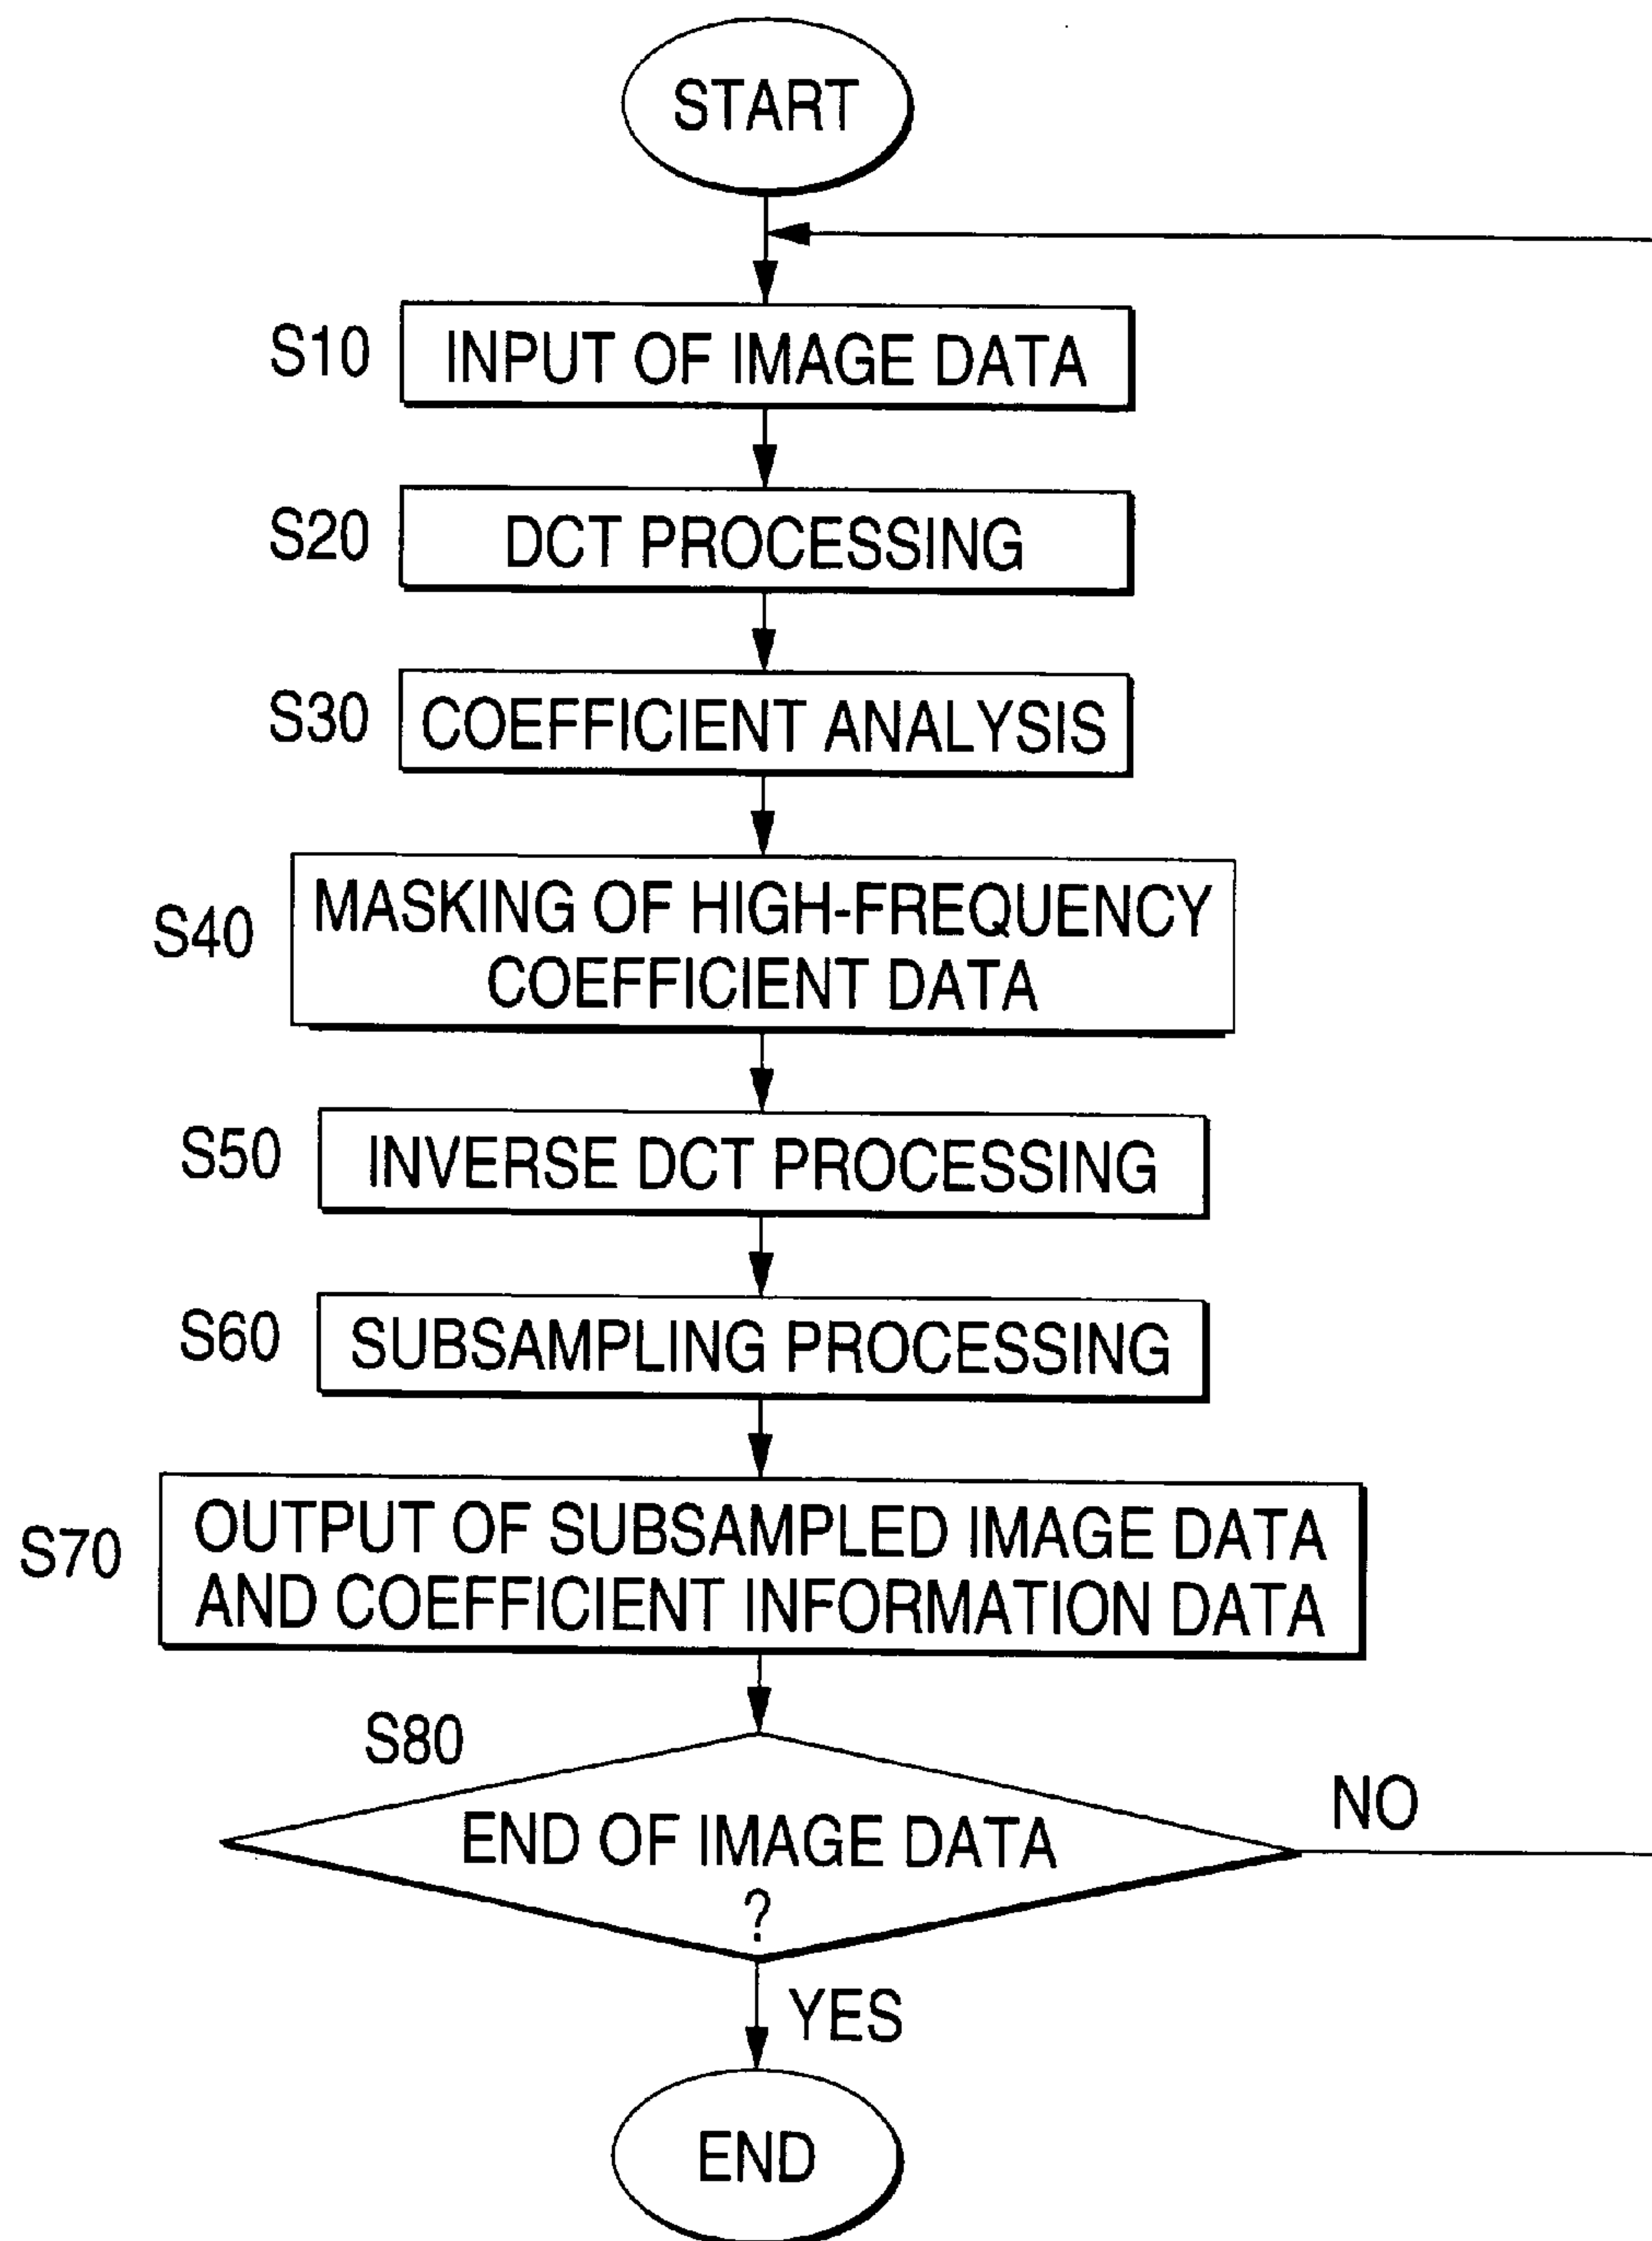 START
S10
INPUT OF IMAGE DATA
S20
DCT PROCESSING
S30
COEFFICIENT ANALYSIS
S40
MASKING OF HIGH-FREQUENCY
COEFFICIENT DATA
S50
INVERSE DCT PROCESSING
S60
SUBSAMPLING PROCESSING
S70
OUTPUT OF SUBSAMPLED IMAGE DATA
AND COEFFICIENT INFORMATION DATA
S80
END OF IMAGE DATA
?
NO
YES
END